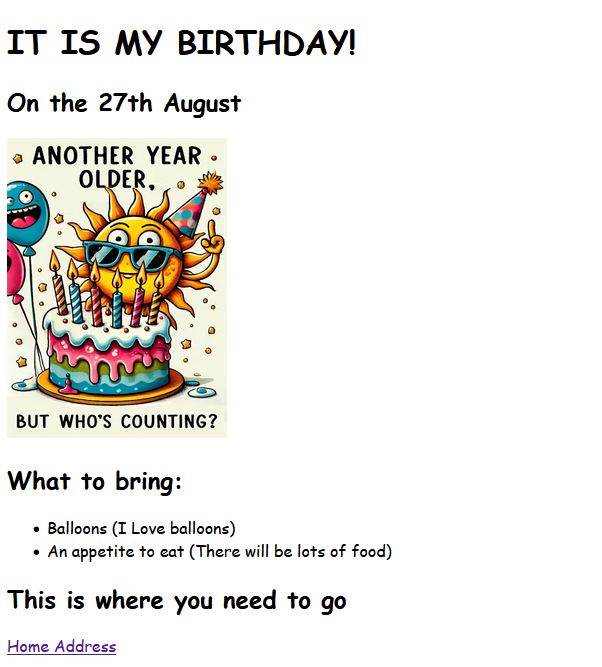 IT IS MY BIRTHDAY!
On the 27th August
ANOTHER YEAR
OLDER,
BUT WHO'S COUNTING?
What to bring:
• Balloons (I Love balloons)
• An appetite to eat (There will be lots of food)
This is where you need to go
Home Address